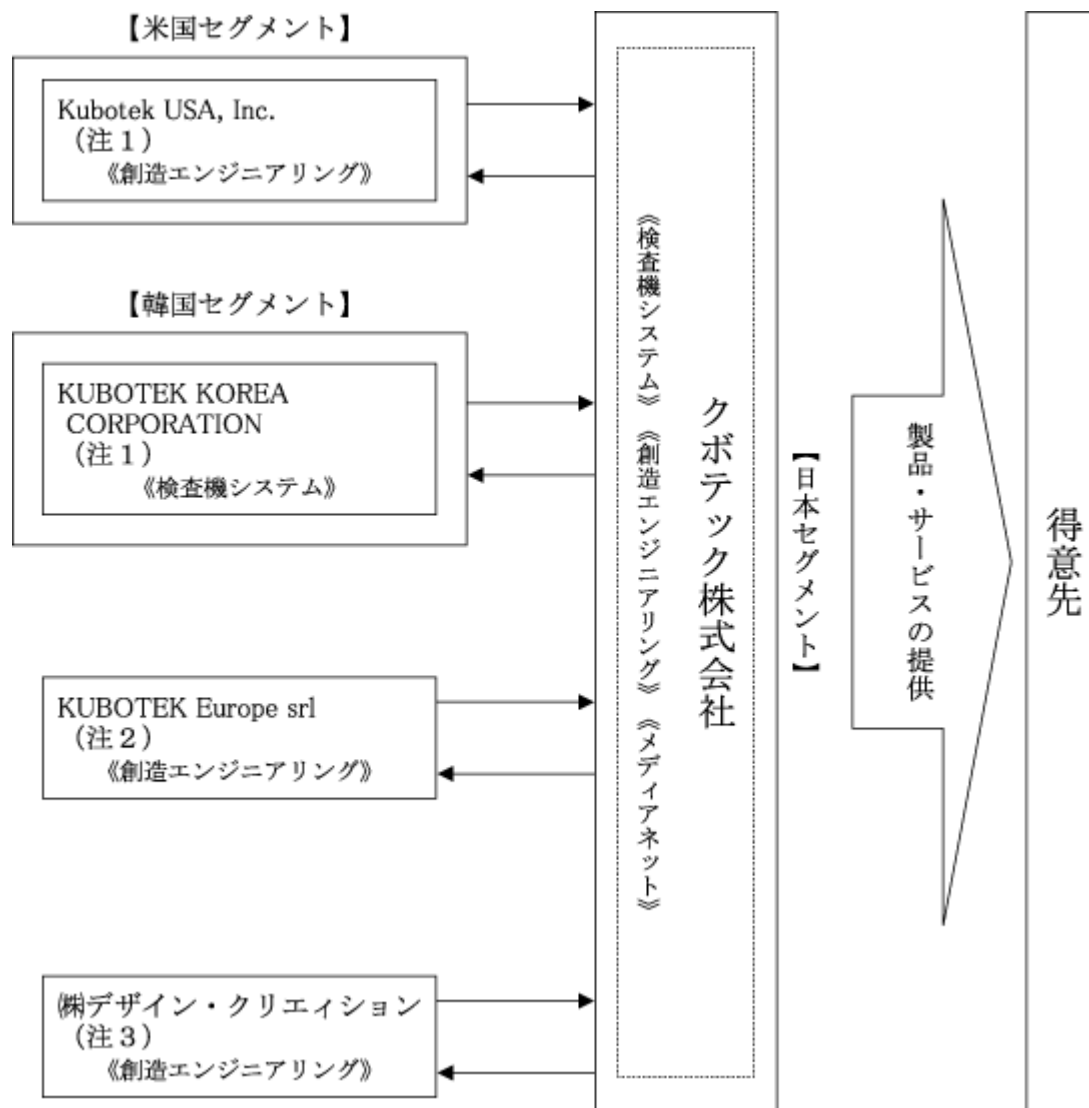 【米国セグメント】
Kubotek USA, Inc.
(注1)
《創造エンジニアリング》
【韓国セグメント】
KUBOTEK KOREA
CORPORATION
(注1)
《検査機システム》
KUBOTEK Europe srl
(注2)
《創造エンジニアリング》
㈱デザイン・クリエィション
(注3)
《創造エンジニアリング》
《検査機システム》《創造エンジニアリング》《メディアネット》
クボテック株式会社
【日本セグメント】
製品・サービスの提供
得意先